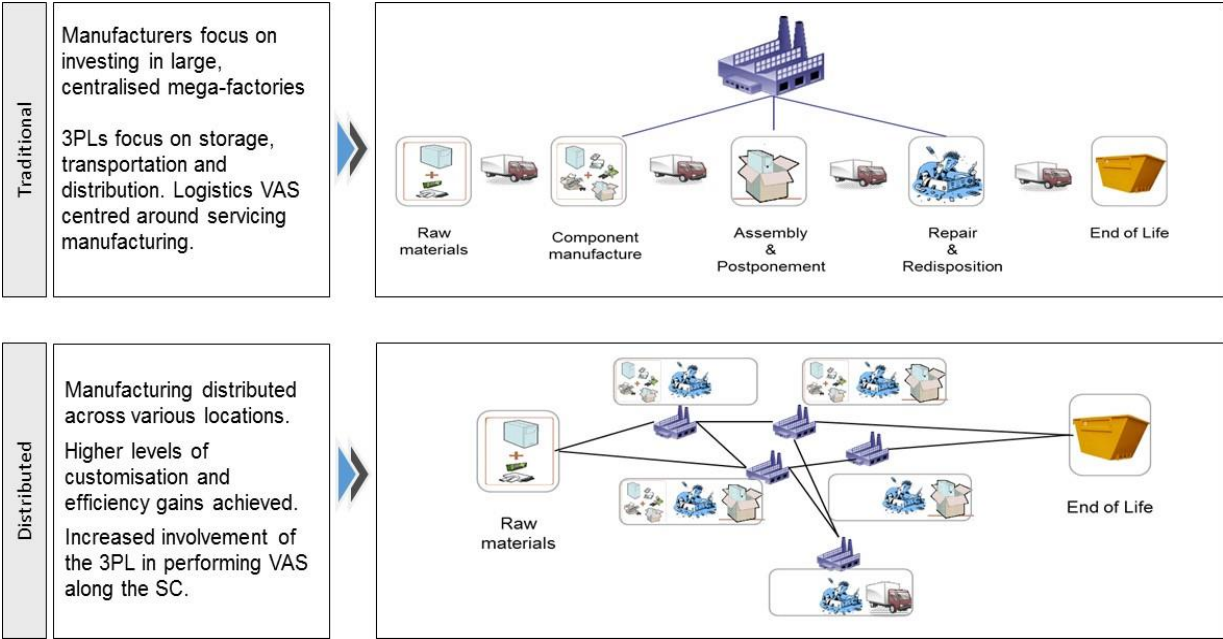 Traditional
Manufacturers focus on
investing in large,
centralised mega-factories
3PLs focus on storage,
transportation and
distribution. Logistics VAS
centred around servicing
manufacturing.
Raw
materials
Component
manufacture
Assembly
&
Postponement
Repair
&
Redisposition
End of Life
Distributed
Manufacturing distributed
across various locations.
Higher levels of
customisation and
efficiency gains achieved.
Increased involvement of
the 3PL in performing VAS
along the SC.
Raw
materials
End of Life